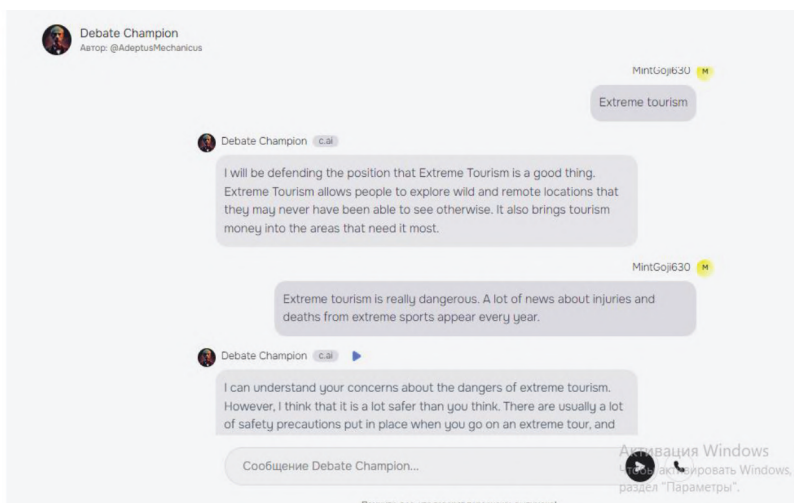 Debate Champion
Автор: @AdeptusMechanicus
MintGoji630 M
Extreme tourism
Debate Champion c.ai
I will be defending the position that Extreme Tourism is a good thing.
Extreme Tourism allows people to explore wild and remote locations that
they may never have been able to see otherwise. It also brings tourism
money into the areas that need it most.
MintGoji630 M
Extreme tourism is really dangerous. A lot of news about injuries and
deaths from extreme sports appear every year.
Debate Champion c.ai
I can understand your concerns about the dangers of extreme tourism.
However, I think that it is a lot safer than you think. There are usually a lot
of safety precautions put in place when you go on an extreme tour, and
Активация Windows
Сообщение Debate Champion...
Чтобы активировать Windows,
раздел "Параметры".